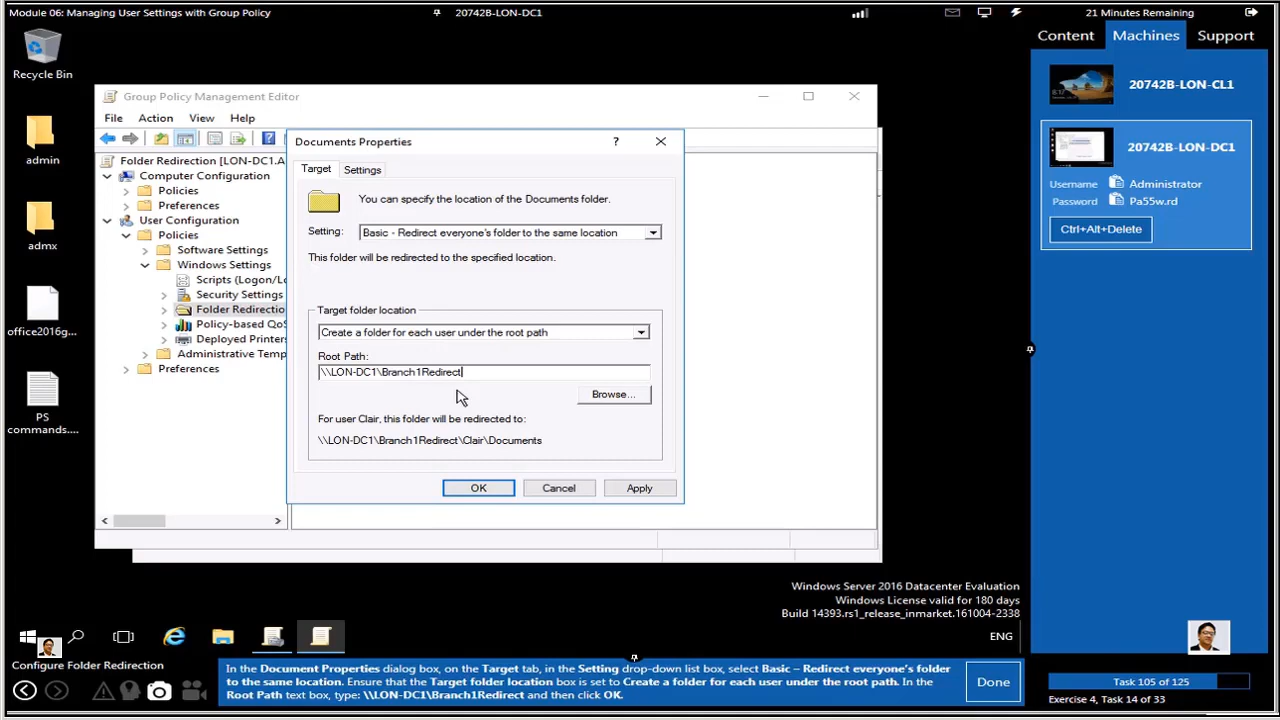 Module 06: Managing User Settings with Group Policy
20742B-LON-DC1
21 Minutes Remaining
Content
Machines
Support
Recycle Bin
admin
admx
office2016g...
PS
commands....
Group Policy Management Editor
File
Action
View
Help
Folder Redirection [LON-DC1.A
Computer Configuration
Policies
Preferences
User Configuration
Policies
Software Settings
Windows Settings
Scripts (Logon/Lo
Security Settings
Folder Redirectio
Policy-based QoS
Deployed Printers
Administrative Temp
Preferences
Documents Properties
?
Target
Settings
You can specify the location of the Documents folder.
Setting:
Basic - Redirect everyone's folder to the same location
This folder will be redirected to the specified location.
Target folder location
Create a folder for each user under the root path
Root Path:
\\LON-DC1\Branch1Redirect
Browse...
For user Clair, this folder will be redirected to:
\\LON-DC1\Branch1Redirect\Clair\Documents
OK
Cancel
Apply
20742B-LON-CL1
20742B-LON-DC1
Username
Administrator
Password
Pa55w.rd
Ctrl+Alt+Delete
Windows Server 2016 Datacenter Evaluation
Windows License valid for 180 days
Build 14393.rs1_release_inmarket.161004-2338
ENG
Configure Folder Redirection
In the Document Properties dialog box, on the Target tab, in the Setting drop-down list box, select Basic – Redirect everyone's folder
to the same location. Ensure that the Target folder location box is set to Create a folder for each user under the root path. In the
Root Path text box, type: \\LON-DC1\Branch1Redirect and then click OK.
Done
Task 105 of 125
Exercise 4, Task 14 of 33